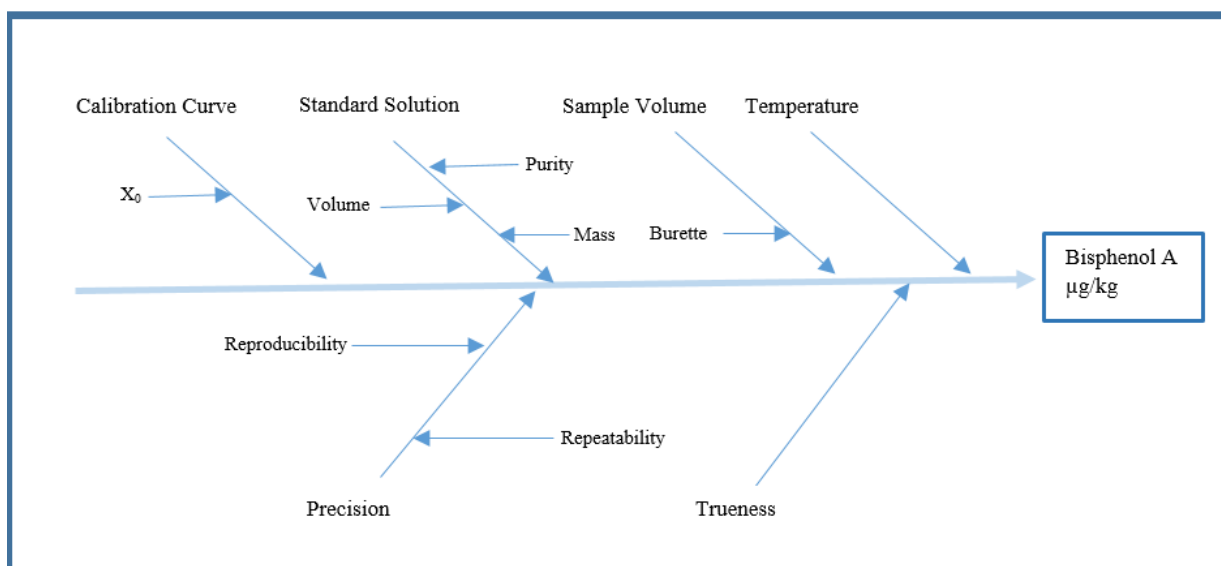 Calibration Curve
Standard Solution
Sample Volume
Temperature
Purity
X₀
Volume
Mass
Burette
Bisphenol A
µg/kg
Reproducibility
Repeatability
Precision
Trueness